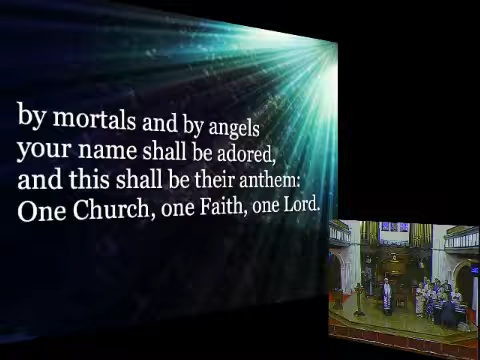 by mortals and by angels
your name shall be adored,
and this shall be their anthem:
One Church, one Faith, one Lord.